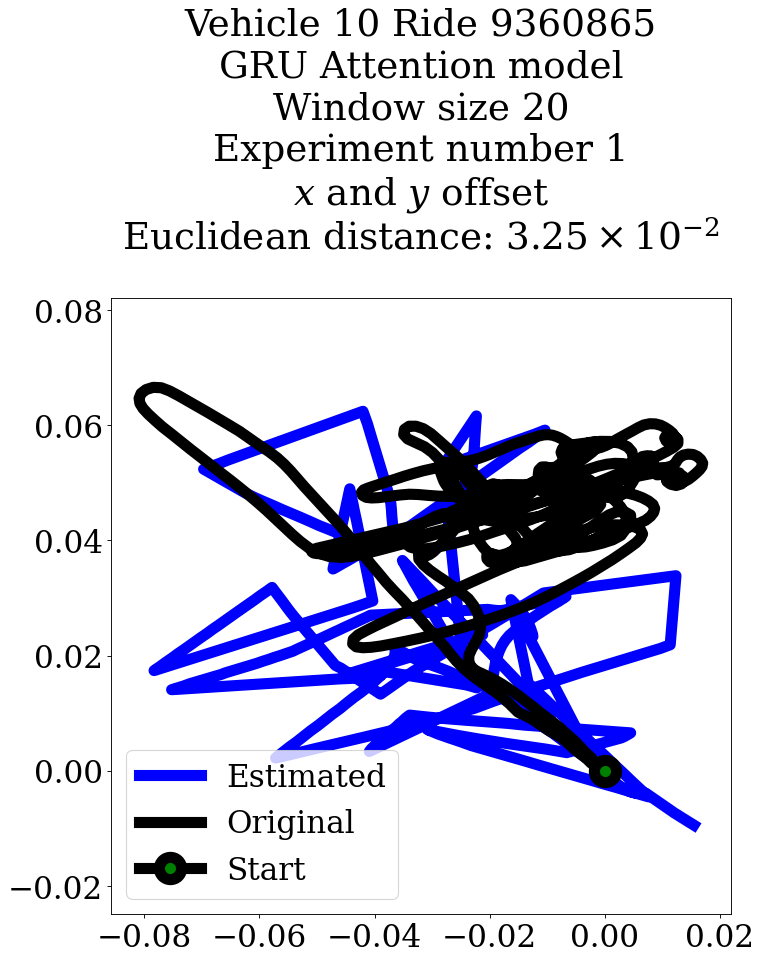 Vehicle 10 Ride 9360865
GRU Attention model
Window size 20
Experiment number 1
x and y offset
Euclidean distance: 3.25 × 10⁻²
0.08
0.06
0.04
0.02
0.00
−0.02
Estimated
Original
Start
−0.08 −0.06 −0.04 −0.02 0.00 0.02